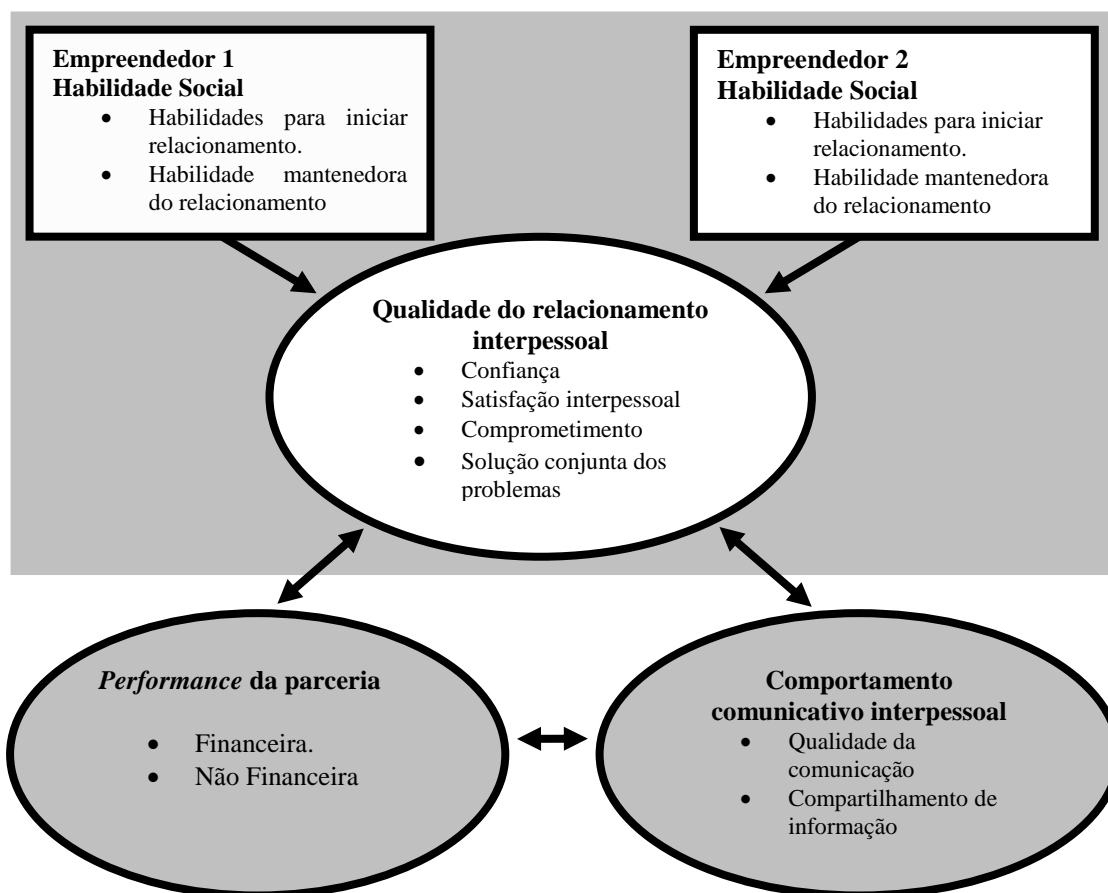 Empreendedor 1
Habilidade Social
• Habilidades para iniciar
relacionamento.
• Habilidade mantenedora
do relacionamento
Empreendedor 2
Habilidade Social
• Habilidades para iniciar
relacionamento.
• Habilidade mantenedora
do relacionamento
Qualidade do relacionamento
interpessoal
• Confiança
• Satisfação interpessoal
• Comprometimento
• Solução conjunta dos
problemas
Performance da parceria
• Financeira.
• Não Financeira
Comportamento
comunicativo interpessoal
• Qualidade da
comunicação
• Compartilhamento de
informação